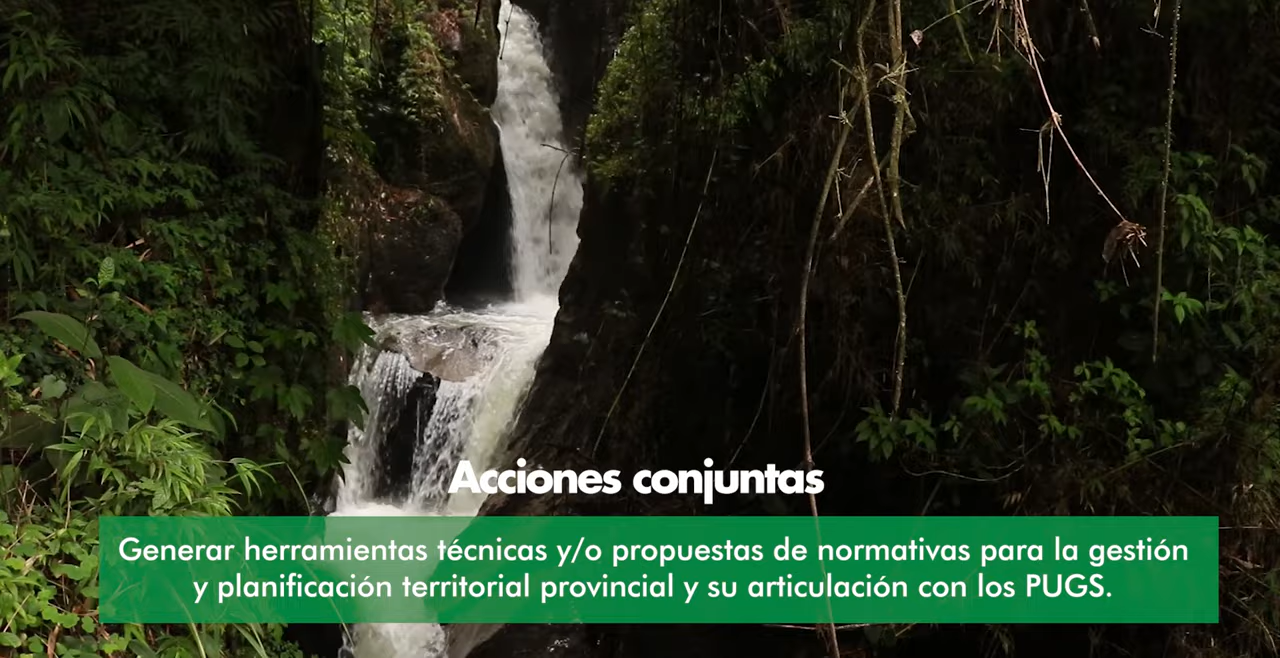 Acciones conjuntas
Generar herramientas técnicas y/o propuestas de normativas para la gestión
y planificación territorial provincial y su articulación con los PUGS.